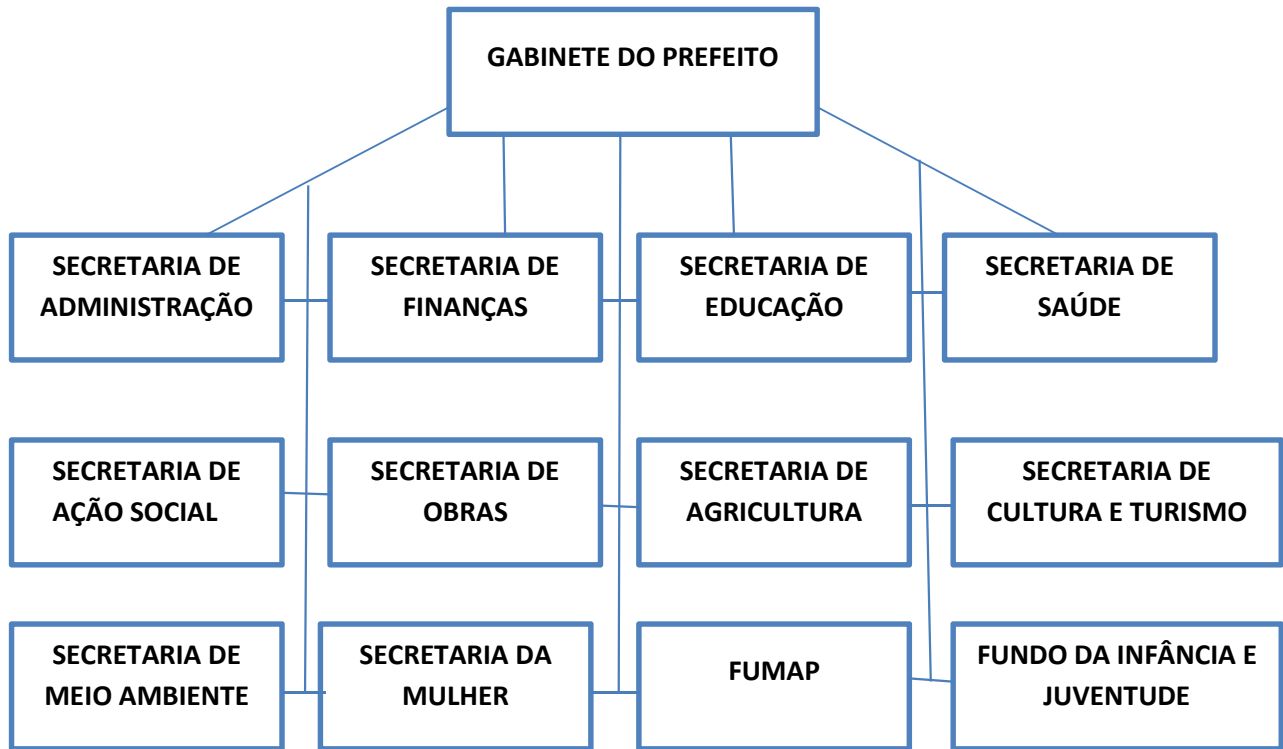 GABINETE DO PREFEITO
SECRETARIA DE
ADMINISTRAÇÃO
SECRETARIA DE
FINANÇAS
SECRETARIA DE
EDUCAÇÃO
SECRETARIA DE
SAÚDE
SECRETARIA DE
AÇÃO SOCIAL
SECRETARIA DE
OBRAS
SECRETARIA DE
AGRICULTURA
SECRETARIA DE
CULTURA E TURISMO
SECRETARIA DE
MEIO AMBIENTE
SECRETARIA DA
MULHER
FUMAP
FUNDO DA INFÂNCIA E
JUVENTUDE